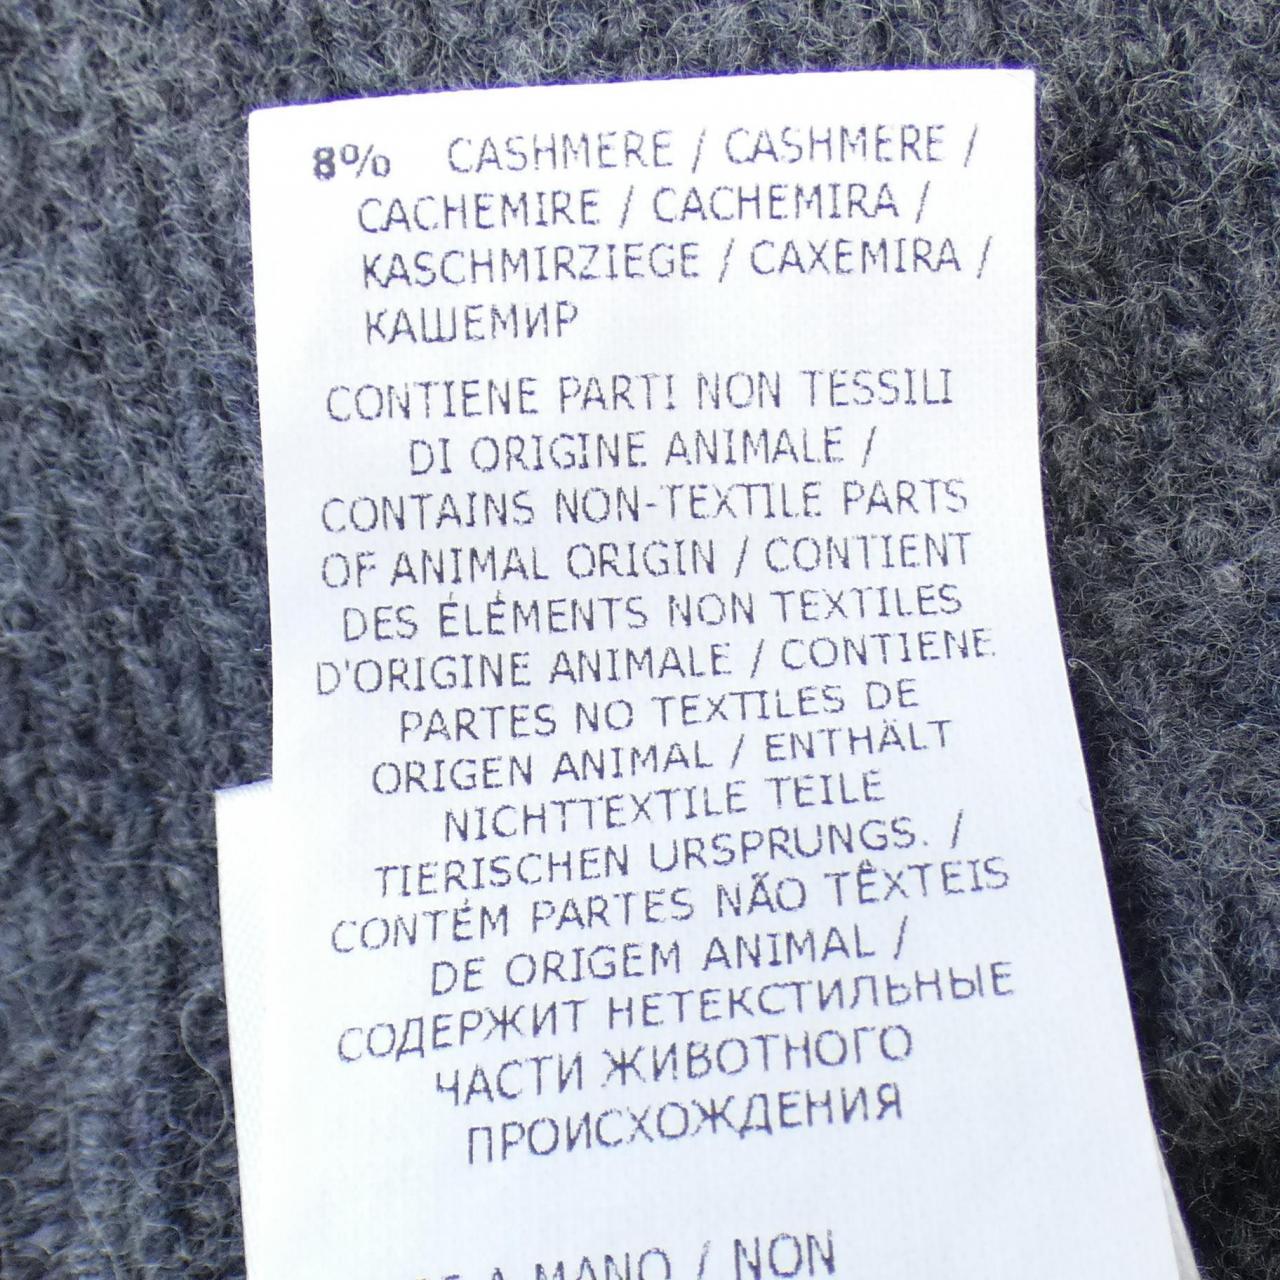 8% CASHMERE / CASHMERE /
CACHEMIRE / CACHEMIRA /
KASCHMIRZIEGE / CAXEMIRA /
КАШЕМИР
CONTIENE PARTI NON TESSILI
DI ORIGINE ANIMALE /
CONTAINS NON-TEXTILE PARTS
OF ANIMAL ORIGIN / CONTIENT
DES ÉLÉMENTS NON TEXTILES
D'ORIGINE ANIMALE / CONTIENE
PARTES NO TEXTILES DE
ORIGEN ANIMAL / ENTHÄLT
NICHTTEXTILE TEILE
TIERISCHEN URSPRUNGS. /
CONTÉM PARTES NÃO TÊXTEIS
DE ORIGEM ANIMAL /
СОДЕРЖИТ НЕТЕКСТИЛЬНЫЕ
ЧАСТИ ЖИВОТНОГО
ПРОИСХОЖДЕНИЯ
A MANO / NON